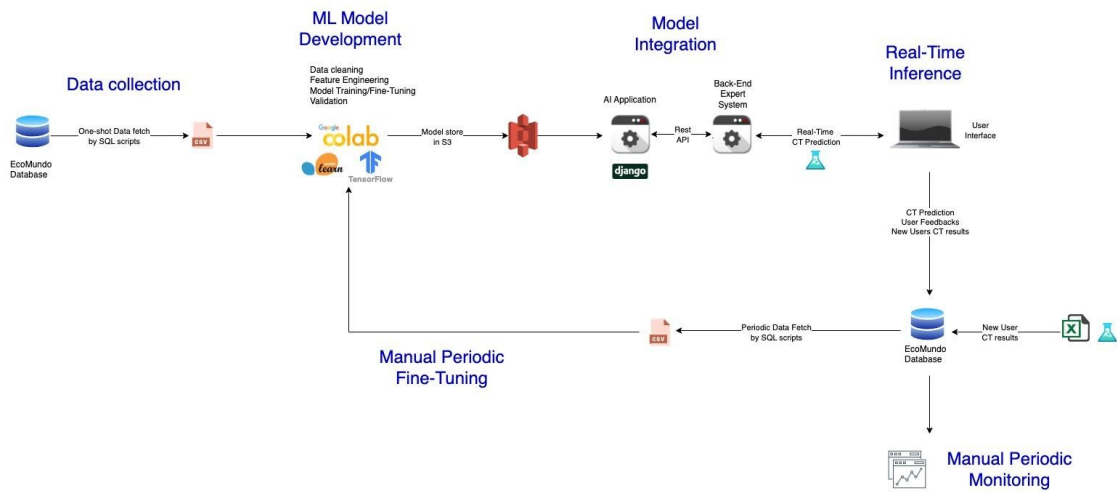 ML Model
Development
Model
Integration
Real-Time
Inference
Data collection
Data cleaning
Feature Engineering
Model Training/Fine-Tuning
Validation
Back-End
Expert
System
AI Application
One-shot Data fetch
by SQL scripts
CSV
Google
colab
Model store
in S3
Rest
API
Real-Time
CT Prediction
User
Interface
EcoMundo
Database
learn
TensorFlow
django
CT Prediction
User Feedbacks
New Users CT results
Periodic Data Fetch
by SQL scripts
CSV
New User
CT results
X
EcoMundo
Database
Manual Periodic
Fine-Tuning
Manual Periodic
Monitoring